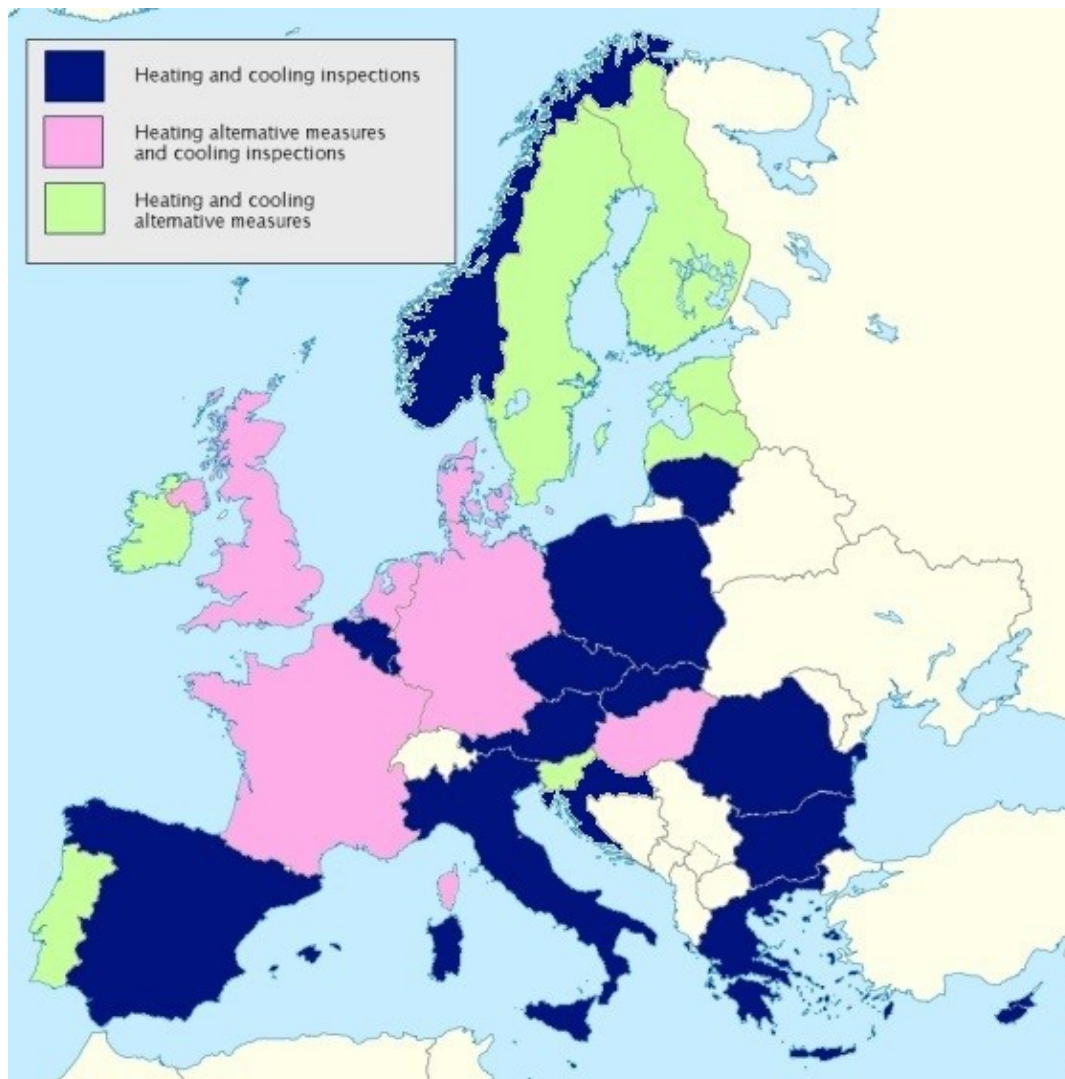 Heating and cooling inspections
Heating alternative measures
and cooling inspections
Heating and cooling
alternative measures